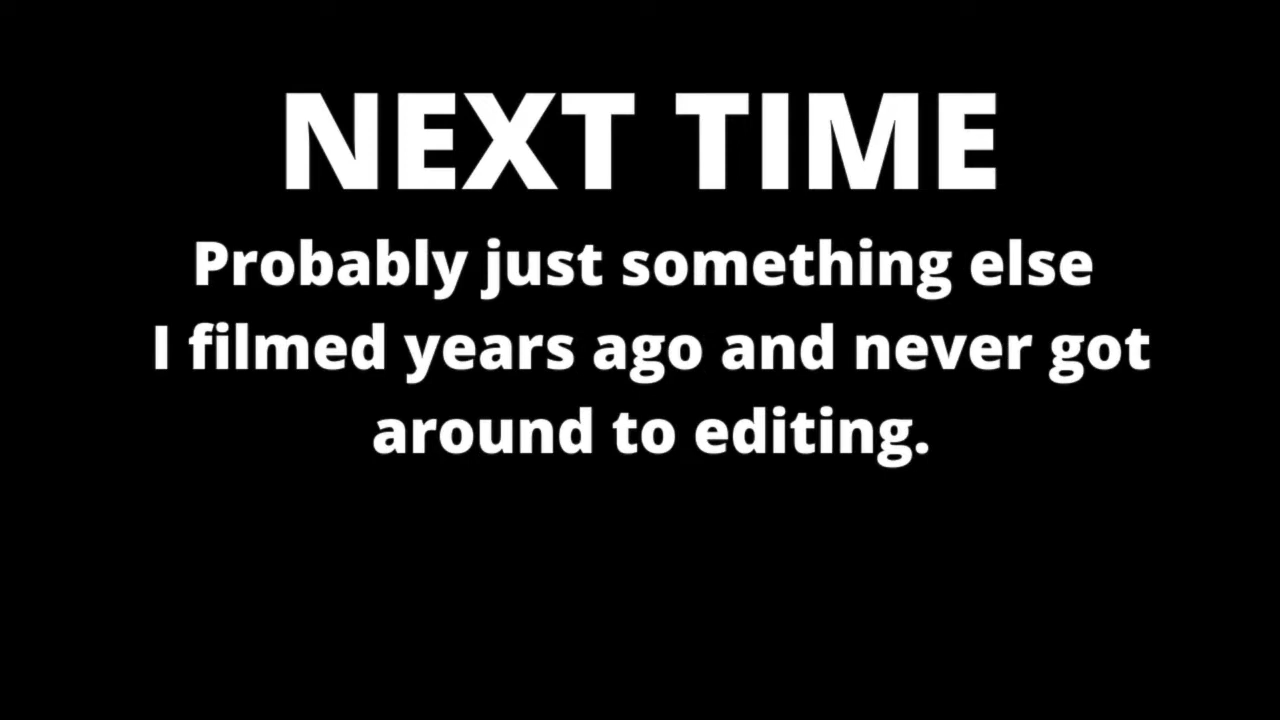 NEXT TIME
Probably just something else
I filmed years ago and never got
around to editing.